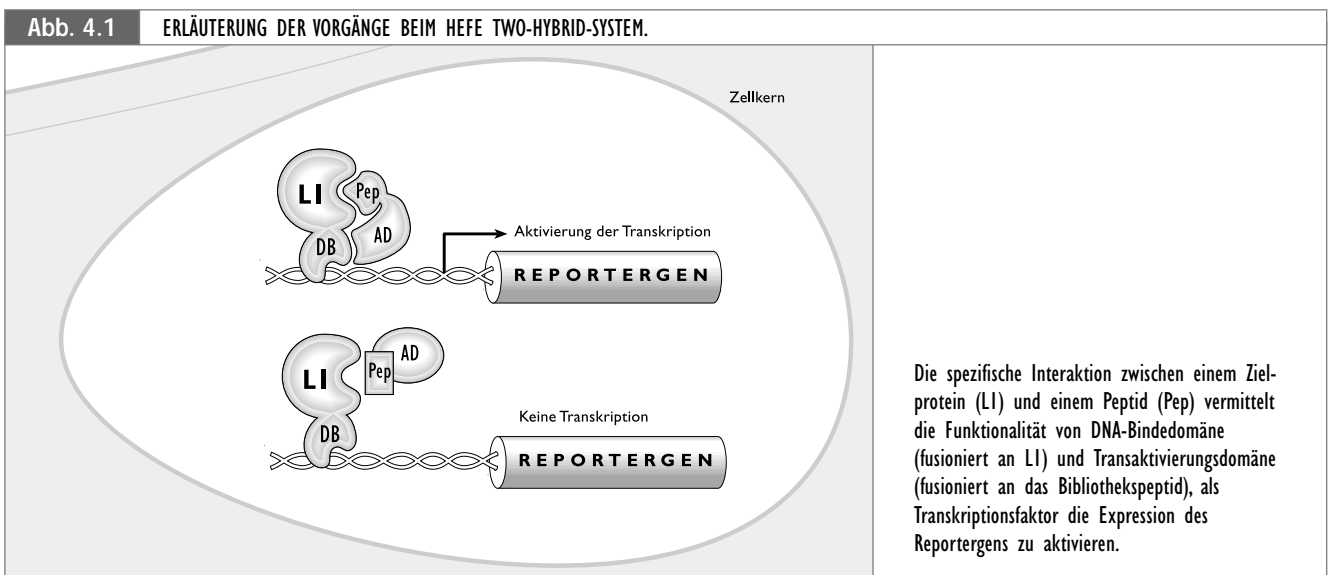 Abb. 4.1 ERLÄUTERUNG DER VORGÄNGE BEIM HEFE TWO-HYBRID-SYSTEM.
Zellkern
LI
Pep
DB
AD
Aktivierung der Transkription
REPORTERGEN
LI
Pep
AD
DB
Keine Transkription
REPORTERGEN
Die spezifische Interaktion zwischen einem Ziel-
protein (LI) und einem Peptid (Pep) vermittelt
die Funktionalität von DNA-Bindedomäne
(fusioniert an LI) und Transaktivierungsdomäne
(fusioniert an das Bibliothekspeptid), als
Transkriptionsfaktor die Expression des
Reportergens zu aktivieren.